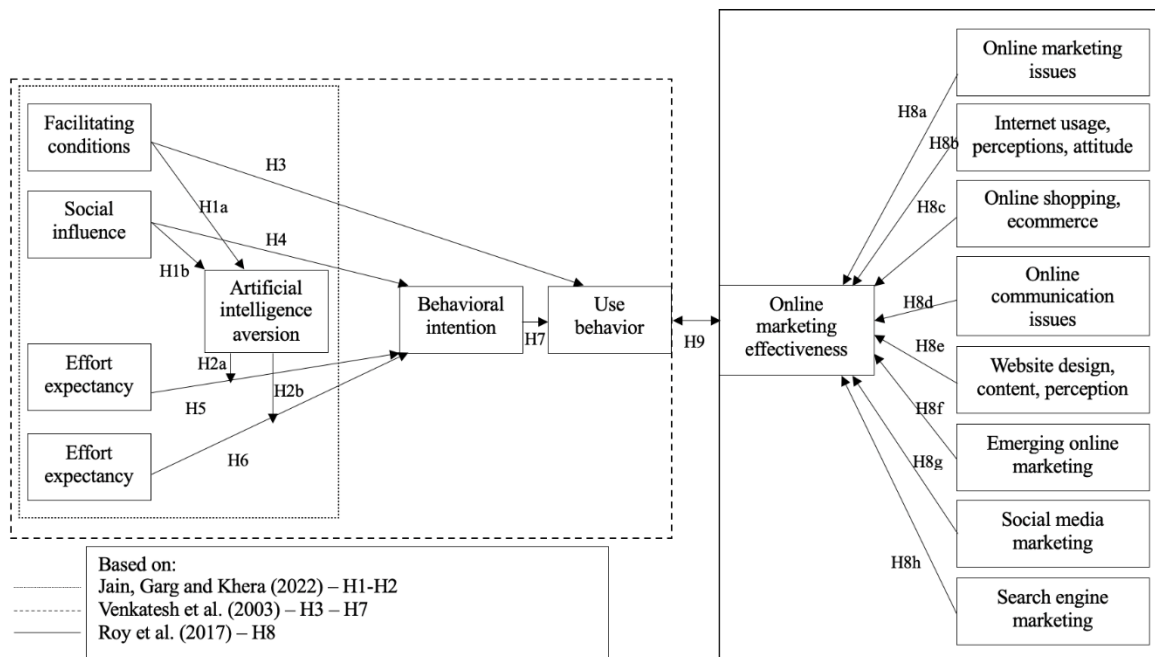 Facilitating
conditions
Social
influence
Artificial
intelligence
aversion
Effort
expectancy
Effort
expectancy
H1a
H1b
H2a
H2b
H3
H4
H5
H6
Behavioral
intention
H7
Use
behavior
H9
Online
marketing
effectiveness
H8a
H8b
H8c
H8d
H8e
H8f
H8g
H8h
Online marketing
issues
Internet usage,
perceptions, attitude
Online shopping,
ecommerce
Online
communication
issues
Website design,
content, perception
Emerging online
marketing
Social media
marketing
Search engine
marketing
Based on:
Jain, Garg and Khera (2022) – H1-H2
Venkatesh et al. (2003) – H3 – H7
Roy et al. (2017) – H8